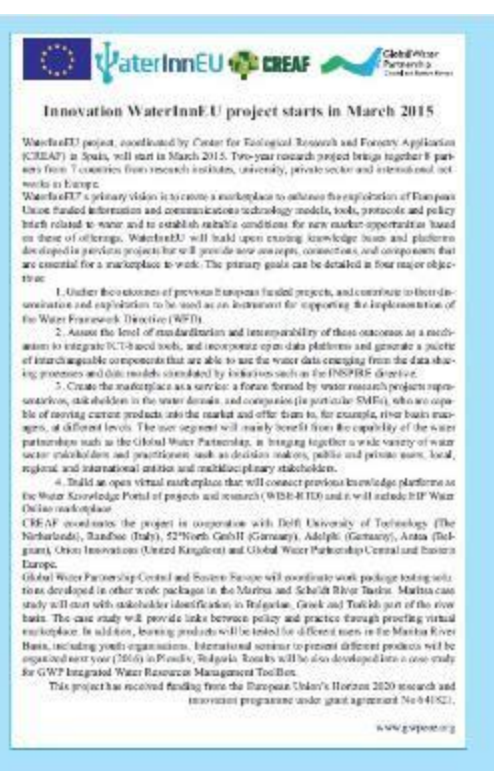 WaterInnEU CREAF Global Water
Partnership
Central and Eastern Europe
Innovation WaterInnEU project starts in March 2015
WaterInnEU project, coordinated by Center for Ecological Research and Forestry Application
(CREAF) in Spain, will start in March 2015. Two-year research project brings together 8 part-
ners from 7 countries from research institutes, university, private sector and international net-
works in Europe.
WaterInnEU's primary vision is to create a marketplace to enhance the exploitation of European
Union funded information and communications technology models, tools, protocols and policy
briefs related to water and to establish suitable conditions for new market opportunities based
on these of offerings. WaterInnEU will build upon existing knowledge bases and platforms
developed in previous projects but will provide new concepts, connections, and components that
are essential for a marketplace to work. The primary goals can be detailed in four major objec-
tives:
1. Gather the outcomes of previous European funded projects, and contribute to their dis-
semination and exploitation to be used as an instrument for supporting the implementation of
the Water Framework Directive (WFD).
2. Assess the level of standardization and interoperability of these outcomes as a mech-
anism to integrate ICT-based tools, and incorporate open data platforms and generate a palette
of interchangeable components that are able to use the water data emerging from the data shar-
ing processes and data models stimulated by initiatives such as the INSPIRE directive.
3. Create the marketplace as a service: a forum formed by water research projects repre-
sentatives, stakeholders in the water domain, and companies (in particular SMEs), who are capa-
ble of moving current products into the market and offer them to, for example, river basin man-
agers, at different levels. The user segment will mainly benefit from the capability of the water
partnerships such as the Global Water Partnership, in bringing together a wide variety of water
sector stakeholders and practitioners such as decision makers, public and private users, local,
regional and international entities and multidisciplinary stakeholders.
4. Build an open virtual marketplace that will connect previous knowledge platforms as
the Water Knowledge Portal of projects and research (WISE-RTD) and it will include EIP Water
Online marketplace.
CREAF coordinates the project in cooperation with Delft University of Technology (The
Netherlands), Randbee (Italy), 52°North GmbH (Germany), Adelphi (Germany), Antea (Bel-
gium), Orion Innovations (United Kingdom) and Global Water Partnership Central and Eastern
Europe.
Global Water Partnership Central and Eastern Europe will coordinate work package testing solu-
tions developed in other work packages in the Maritsa and Scheldt River Basins. Maritsa case
study will start with stakeholder identification in Bulgarian, Greek and Turkish part of the river
basin. The case study will provide links between policy and practice through proofing virtual
marketplace. In addition, learning products will be tested for different users in the Maritsa River
Basin, including youth organisations. International seminar to present different products will be
organized next year (2016) in Plovdiv, Bulgaria. Results will be also developed into a case study
for GWP Integrated Water Resources Management ToolBox.
This project has received funding from the European Union's Horizon 2020 research and
innovation programme under grant agreement No 641821.
www.gwpcee.org